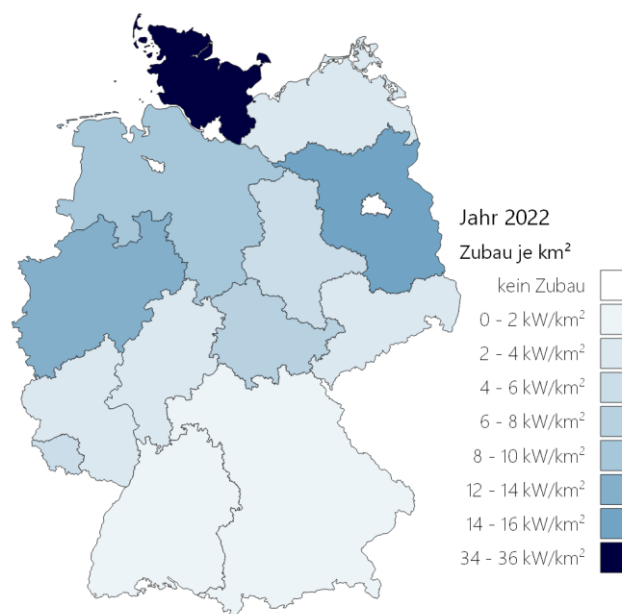 Jahr 2022
Zubau je km²
kein Zubau
0 - 2 kW/km²
2 - 4 kW/km²
4 - 6 kW/km²
6 - 8 kW/km²
8 - 10 kW/km²
12 - 14 kW/km²
14 - 16 kW/km²
34 - 36 kW/km²